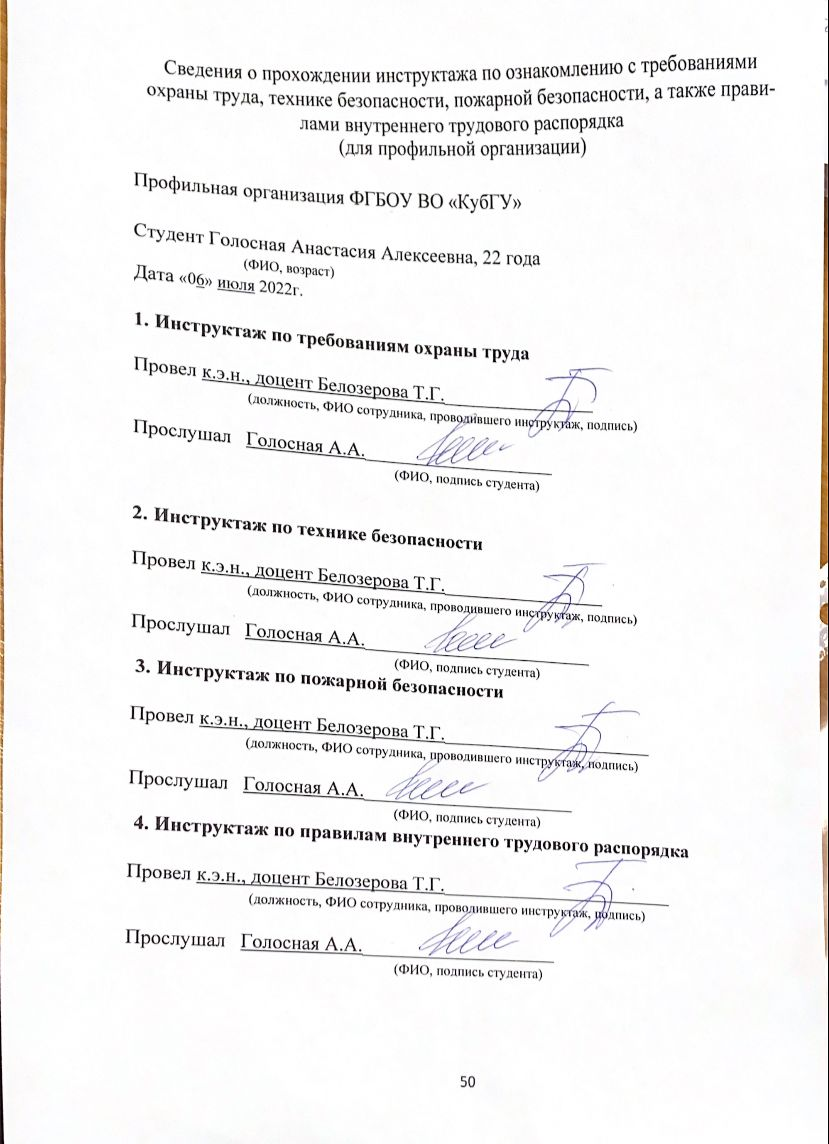 Сведения о прохождении инструктажа по ознакомлению с требованиями
охраны труда, технике безопасности, пожарной безопасности, а также прави-
лами внутреннего трудового распорядка
(для профильной организации)
Профильная организация ФГБОУ ВО «КубГУ»
Студент Голосная Анастасия Алексеевна, 22 года
(ФИО, возраст)
Дата «06» июля 2022г.
1. Инструктаж по требованиям охраны труда
Провел к.э.н., доцент Белозерова Т.Г.
(должность, ФИО сотрудника, проводившего инструктаж, подпись)
Прослушал Голосная А.А.
(ФИО, подпись студента)
2. Инструктаж по технике безопасности
Провел к.э.н., доцент Белозерова Т.Г.
(должность, ФИО сотрудника, проводившего инструктаж, подпись)
Прослушал Голосная А.А.
(ФИО, подпись студента)
3. Инструктаж по пожарной безопасности
Провел к.э.н., доцент Белозерова Т.Г.
(должность, ФИО сотрудника, проводившего инструктаж, подпись)
Прослушал Голосная А.А.
(ФИО, подпись студента)
4. Инструктаж по правилам внутреннего трудового распорядка
Провел к.э.н., доцент Белозерова Т.Г.
(должность, ФИО сотрудника, проводившего инструктаж, подпись)
Прослушал Голосная А.А.
(ФИО, подпись студента)
50